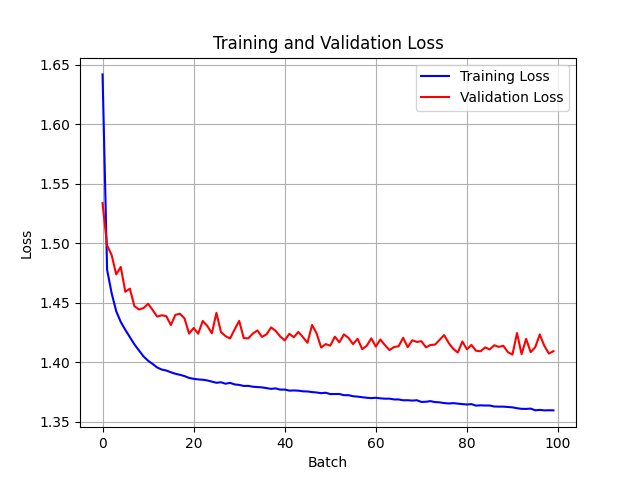 Training and Validation Loss
Training Loss
Validation Loss
Loss
1.65
1.60
1.55
1.50
1.45
1.40
1.35
0 20 40 60 80 100
Batch